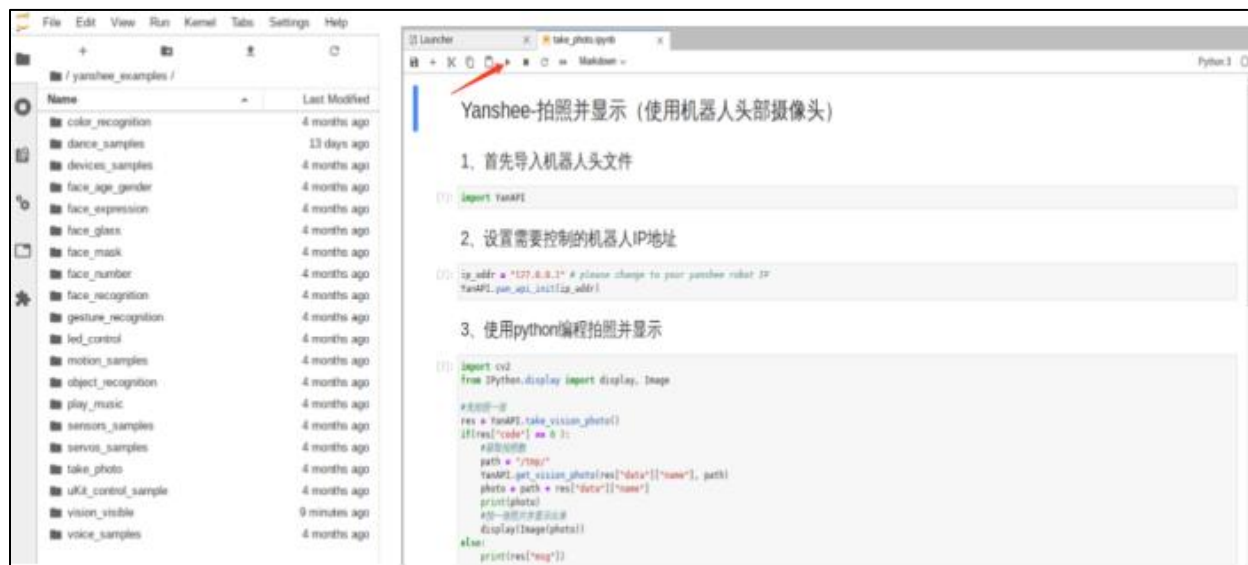 File Edit View Run Kernel Tabs Settings Help
/ yanshee_examples /
Name Last Modified
color_recognition 4 months ago
dance_samples 13 days ago
devices_samples 4 months ago
face_age_gender 4 months ago
face_expression 4 months ago
face_glass 4 months ago
face_mask 4 months ago
face_number 4 months ago
face_recognition 4 months ago
gesture_recognition 4 months ago
led_control 4 months ago
motion_samples 4 months ago
object_recognition 4 months ago
play_music 4 months ago
sensors_samples 4 months ago
servos_samples 4 months ago
take_photo 4 months ago
uKit_control_sample 4 months ago
vision_visible 9 minutes ago
voice_samples 4 months ago
Launcher take_photo.ipynb
Markdown Python 3
Yanshee-拍照并显示（使用机器人头部摄像头）
1、首先导入机器人头文件
import YanAPI
2、设置需要控制的机器人IP地址
ip_addr = "127.0.0.1" # please change to your yanshee robot IP
YanAPI.yan_api_init(ip_addr)
3、使用python编程拍照并显示
import cv2
from IPython.display import display, Image
res = YanAPI.take_vision_photo()
if(res["code"] == 0 ):
path = "/tmp/"
YanAPI.get_vision_photo(res["data"]["name"], path)
photo = path + res["data"]["name"]
print(photo)
display(Image(photo))
else:
print(res["msg"])